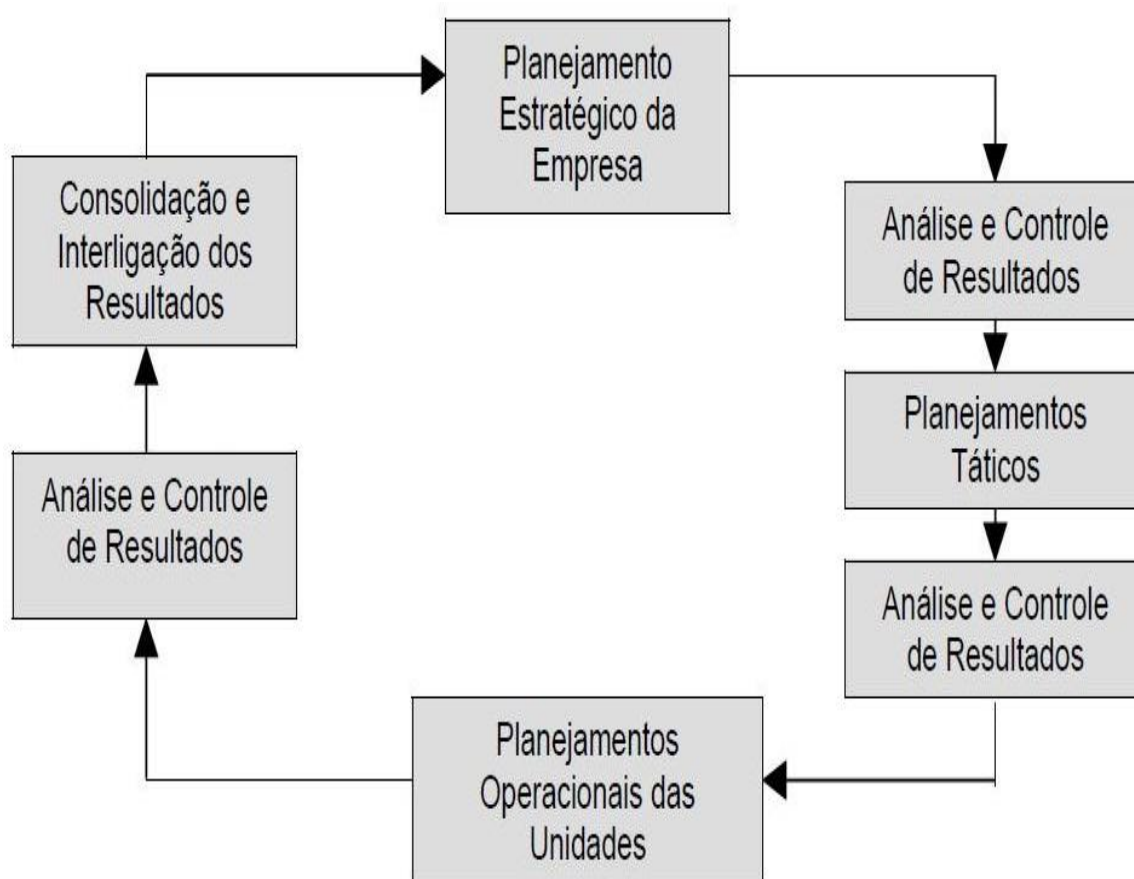 Planejamento
Estratégico da
Empresa
Análise e Controle
de Resultados
Planejamentos
Táticos
Análise e Controle
de Resultados
Planejamentos
Operacionais das
Unidades
Análise e Controle
de Resultados
Consolidação e
Interligação dos
Resultados